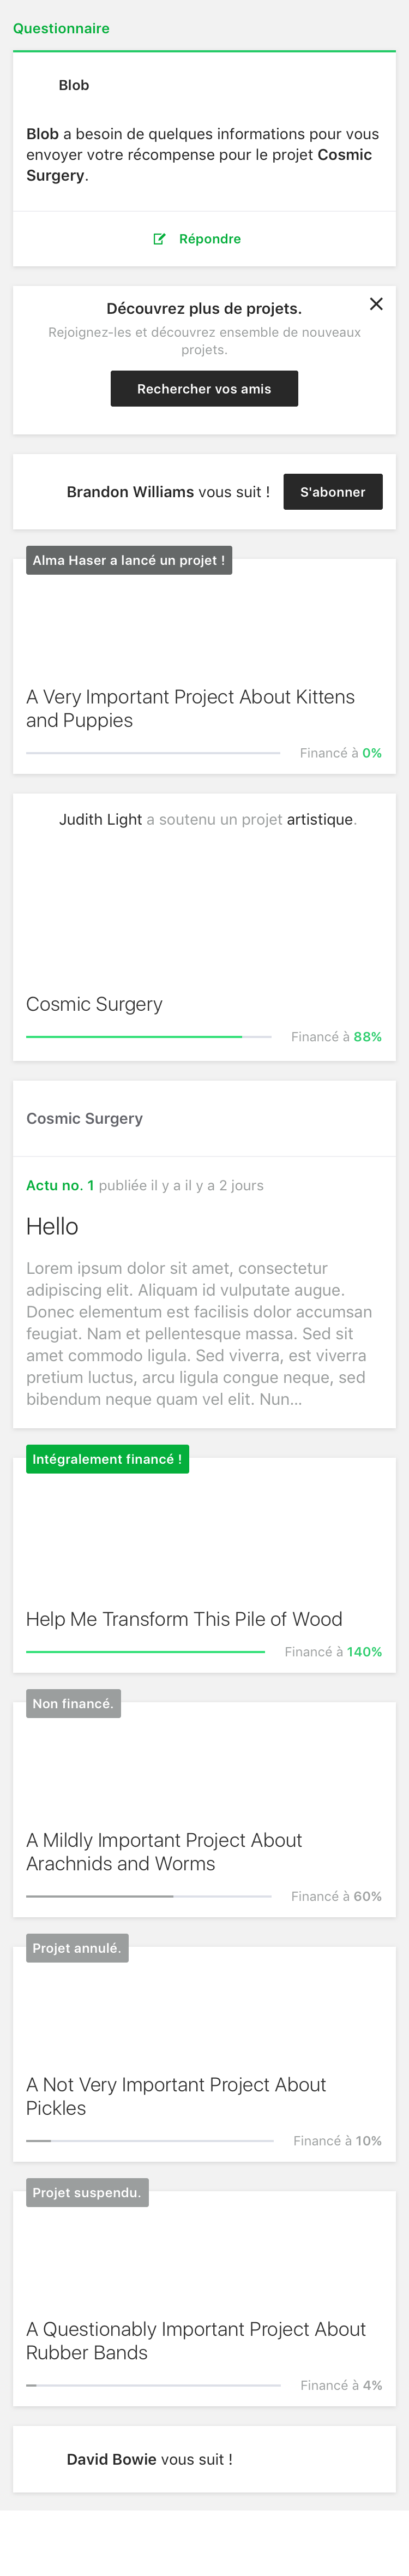 Questionnaire
Blob
Blob a besoin de quelques informations pour vous
envoyer votre récompense pour le projet Cosmic
Surgery.
Répondre
Découvrez plus de projets.
Rejoignez-les et découvrez ensemble de nouveaux
projets.
Rechercher vos amis
Brandon Williams vous suit !
S'abonner
Alma Haser a lancé un projet !
A Very Important Project About Kittens
and Puppies
Financé à 0%
Judith Light a soutenu un projet artistique.
Cosmic Surgery
Financé à 88%
Cosmic Surgery
Actu no. 1 publiée il y a il y a 2 jours
Hello
Lorem ipsum dolor sit amet, consectetur
adipiscing elit. Aliquam id vulputate augue.
Donec elementum est facilisis dolor accumsan
feugiat. Nam et pellentesque massa. Sed sit
amet commodo ligula. Sed viverra, est viverra
pretium luctus, arcu ligula congue neque, sed
bibendum neque quam vel elit. Nun...
Intégralement financé !
Help Me Transform This Pile of Wood
Financé à 140%
Non financé.
A Mildly Important Project About
Arachnids and Worms
Financé à 60%
Projet annulé.
A Not Very Important Project About
Pickles
Financé à 10%
Projet suspendu.
A Questionably Important Project About
Rubber Bands
Financé à 4%
David Bowie vous suit !